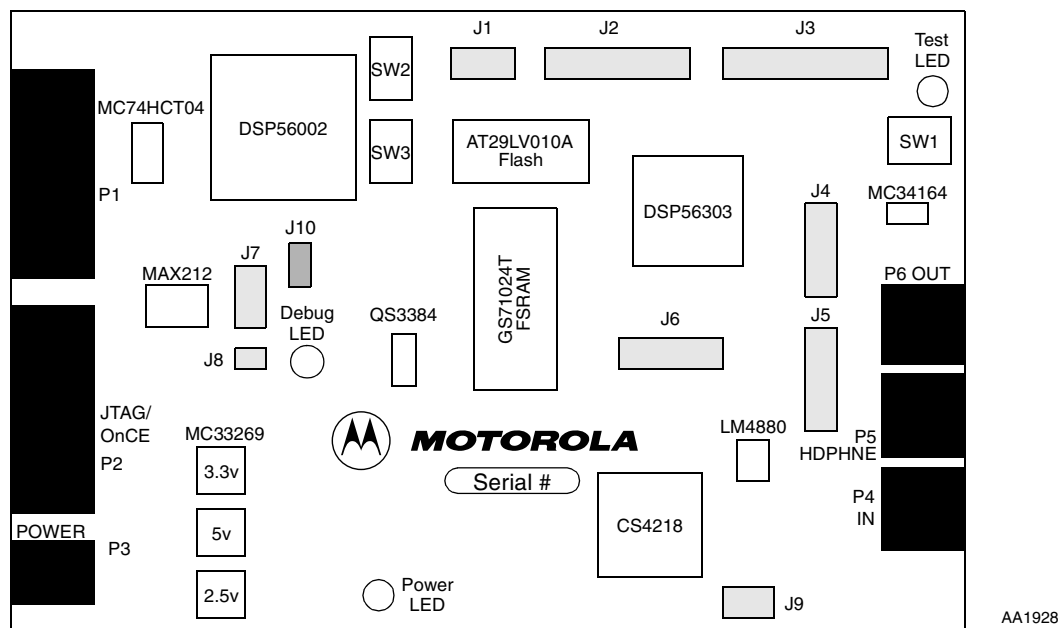 J1
J2
J3
Test
LED
SW2
MC74HCT04
DSP56002
SW3
AT29LV010A
Flash
SW1
DSP56303
J4
MC34164
P1
J10
J7
MAX212
GS71024T
FSRAM
P6 OUT
Debug
LED
QS3384
J6
J5
J8
JTAG/
OnCE
P2
MC33269
3.3v
MOTOROLA
LM4880
P5
HDPHNE
Serial #
P4
IN
POWER
P3
5v
CS4218
2.5v
Power
LED
J9
AA1928